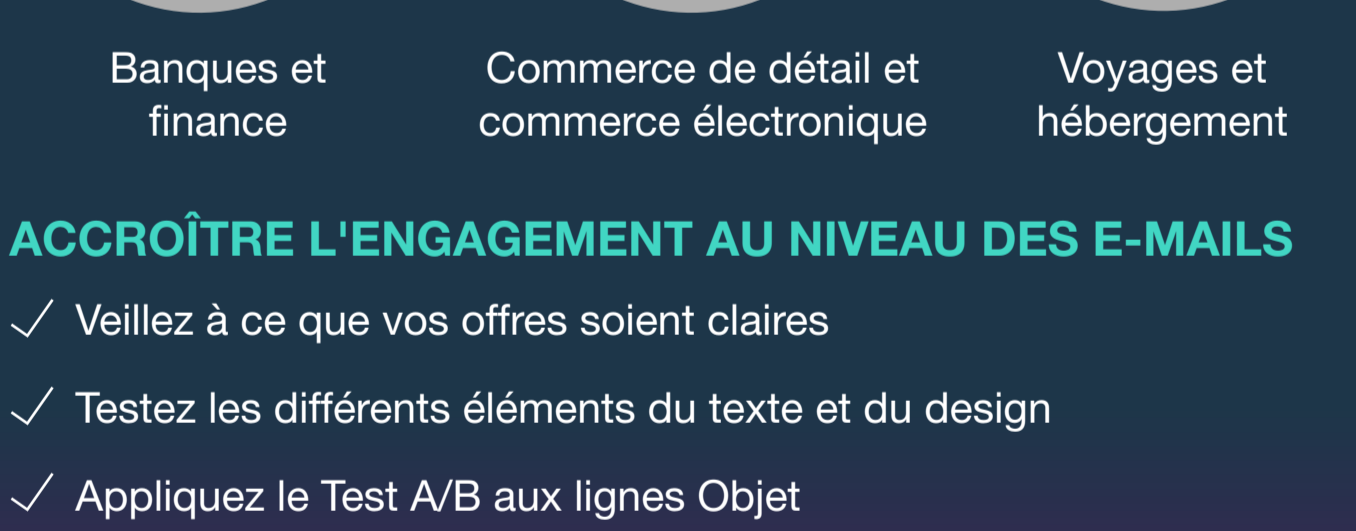 Banques et
finance
Commerce de détail et
commerce électronique
Voyages et
hébergement
ACCROÎTRE L'ENGAGEMENT AU NIVEAU DES E-MAILS
Veillez à ce que vos offres soient claires
Testez les différents éléments du texte et du design
Appliquez le Test A/B aux lignes Objet